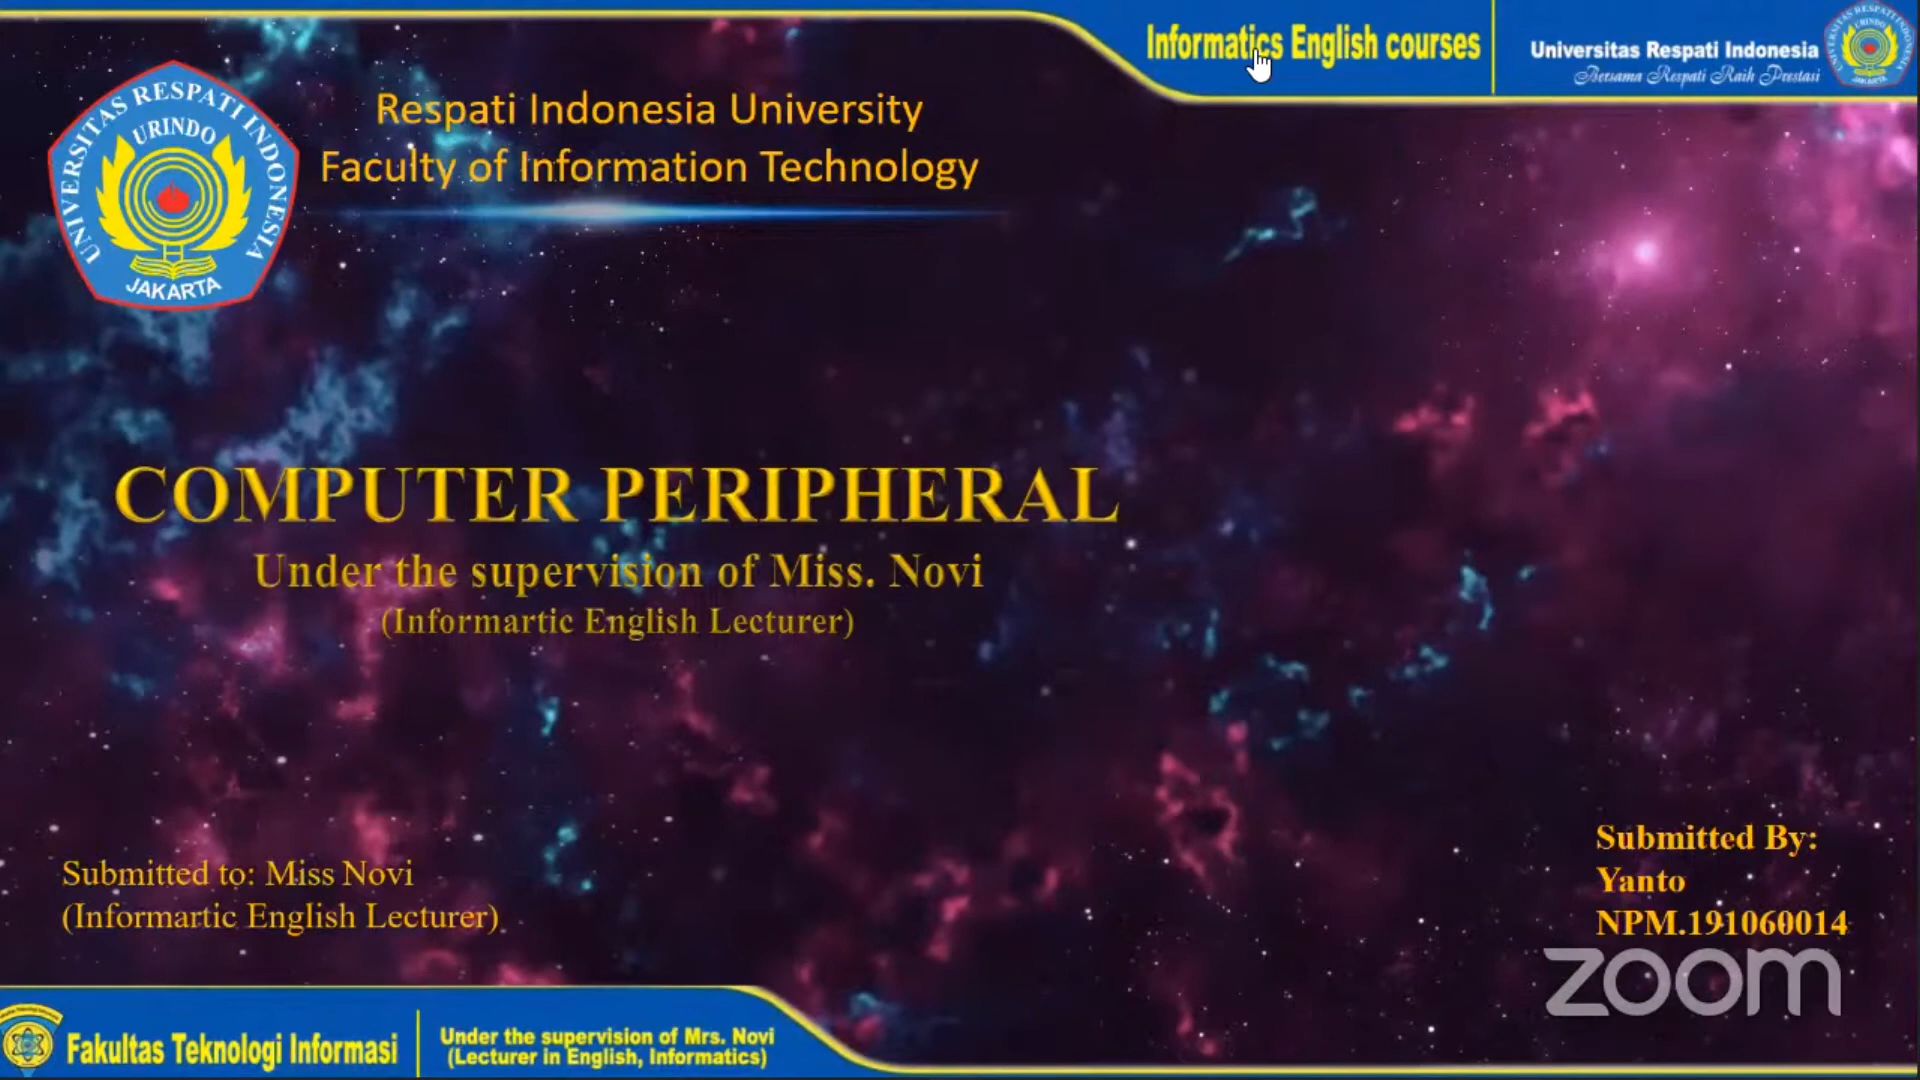 Informatics English courses
Universitas Respati Indonesia
Bersama Respati Raih Prestasi
UNIVERSITAS RESPATI INDONESIA
URINDO
JAKARTA
Respati Indonesia University
Faculty of Information Technology
COMPUTER PERIPHERAL
Under the supervision of Miss. Novi
(Informartic English Lecturer)
Submitted to: Miss Novi
(Informartic English Lecturer)
Submitted By:
Yanto
NPM.191060014
zoom
Fakultas Teknologi Informasi
Under the supervision of Mrs. Novi
(Lecturer in English, Informatics)